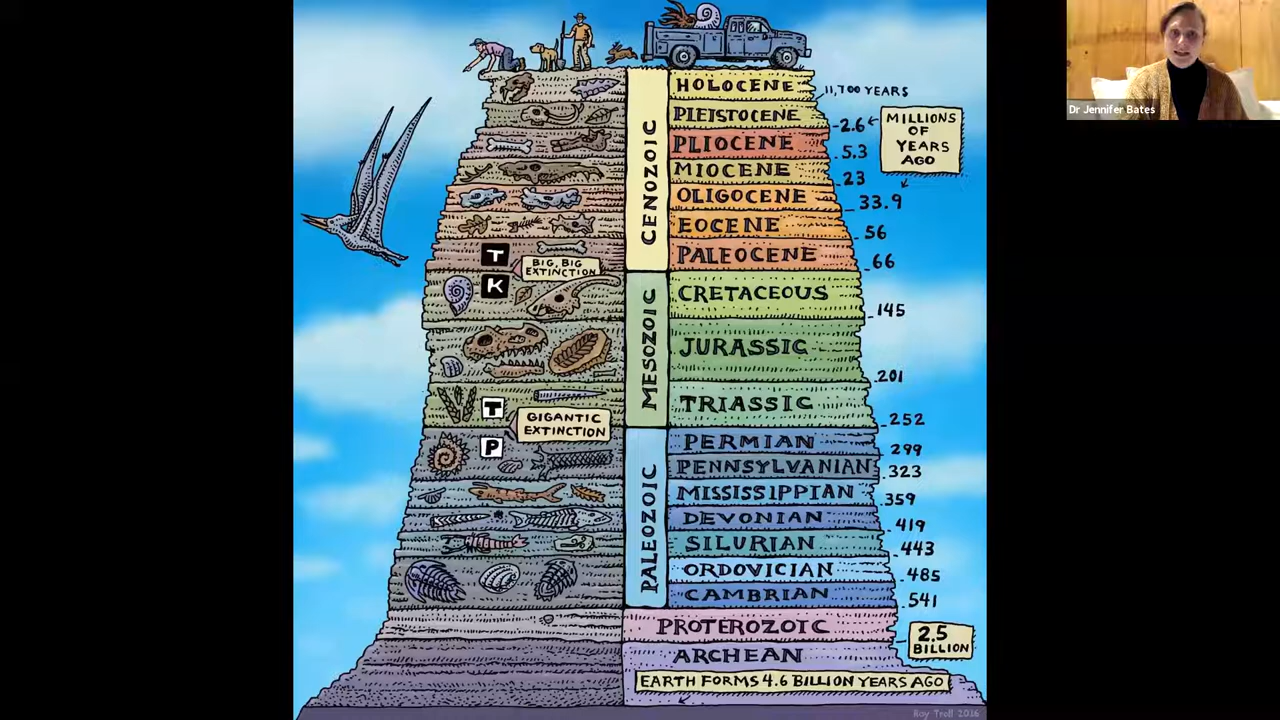 Dr Jennifer Bates
HOLOCENE
11,700 YEARS
PLEISTOCENE
2.6
MILLIONS
OF
YEARS
AGO
PLIOCENE
5.3
MIOCENE
23
OLIGOCENE
33.9
EOCENE
56
PALEOCENE
66
CENOZOIC
T
BIG, BIG
EXTINCTION
K
CRETACEOUS
145
JURASSIC
201
TRIASSIC
252
MESOZOIC
T
GIGANTIC
EXTINCTION
P
PERMIAN
299
PENNSYLVANIAN
323
MISSISSIPPIAN
359
DEVONIAN
419
SILURIAN
443
ORDOVICIAN
485
CAMBRIAN
541
PALEOZOIC
PROTEROZOIC
2.5
BILLION
ARCHEAN
EARTH FORMS 4.6 BILLION YEARS AGO
Ray Troll 2016